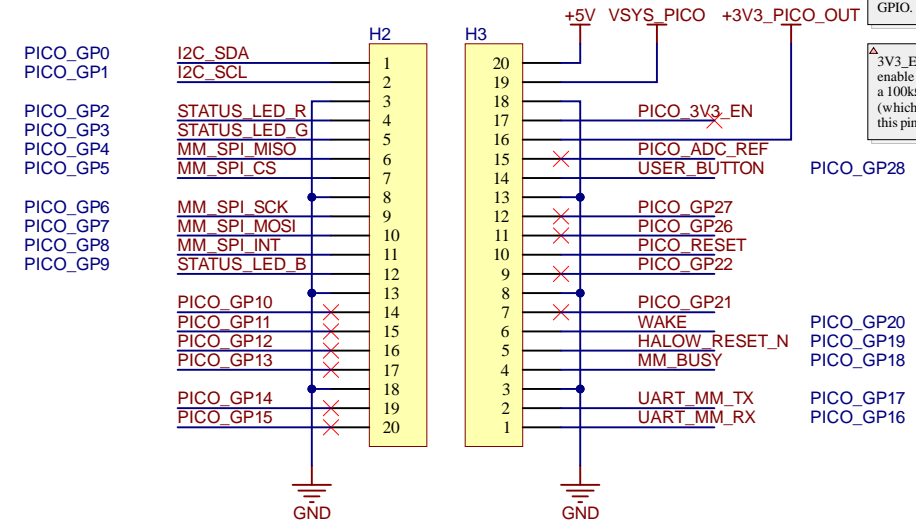 +5V VSYS_PICO +3V3_PICO_OUT
GPIO.
H2 H3
3V3_E
enable
a 100k
(which
this pin
PICO_GP0 I2C_SDA 1
PICO_GP1 I2C_SCL 2
3
PICO_GP2 STATUS_LED_R 4
PICO_GP3 STATUS_LED_G 5
PICO_GP4 MM_SPI_MISO 6
PICO_GP5 MM_SPI_CS 7
8
PICO_GP6 MM_SPI_SCK 9
PICO_GP7 MM_SPI_MOSI 10
PICO_GP8 MM_SPI_INT 11
PICO_GP9 STATUS_LED_B 12
13
PICO_GP10 14
PICO_GP11 15
PICO_GP12 16
PICO_GP13 17
18
PICO_GP14 19
PICO_GP15 20
GND
20
19
18
17 PICO_3V3_EN
16
15 PICO_ADC_REF
14 USER_BUTTON PICO_GP28
13
12 PICO_GP27
11 PICO_GP26
10 PICO_RESET
9 PICO_GP22
8
7 PICO_GP21
6 WAKE PICO_GP20
5 HALOW_RESET_N PICO_GP19
4 MM_BUSY PICO_GP18
3
2 UART_MM_TX PICO_GP17
1 UART_MM_RX PICO_GP16
GND